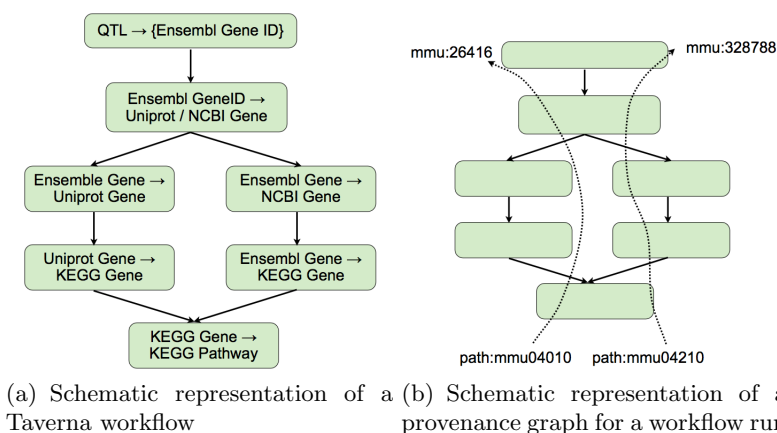 QTL → {Ensembl Gene ID}
Ensembl GeneID →
Uniprot / NCBI Gene
Ensemble Gene →
Uniprot Gene
Ensembl Gene →
NCBI Gene
Uniprot Gene →
KEGG Gene
Ensembl Gene →
KEGG Gene
KEGG Gene →
KEGG Pathway
(a) Schematic representation of a
Taverna workflow
mmu:26416
mmu:328788
path:mmu04010
path:mmu04210
(b) Schematic representation of a
provenance graph for a workflow run